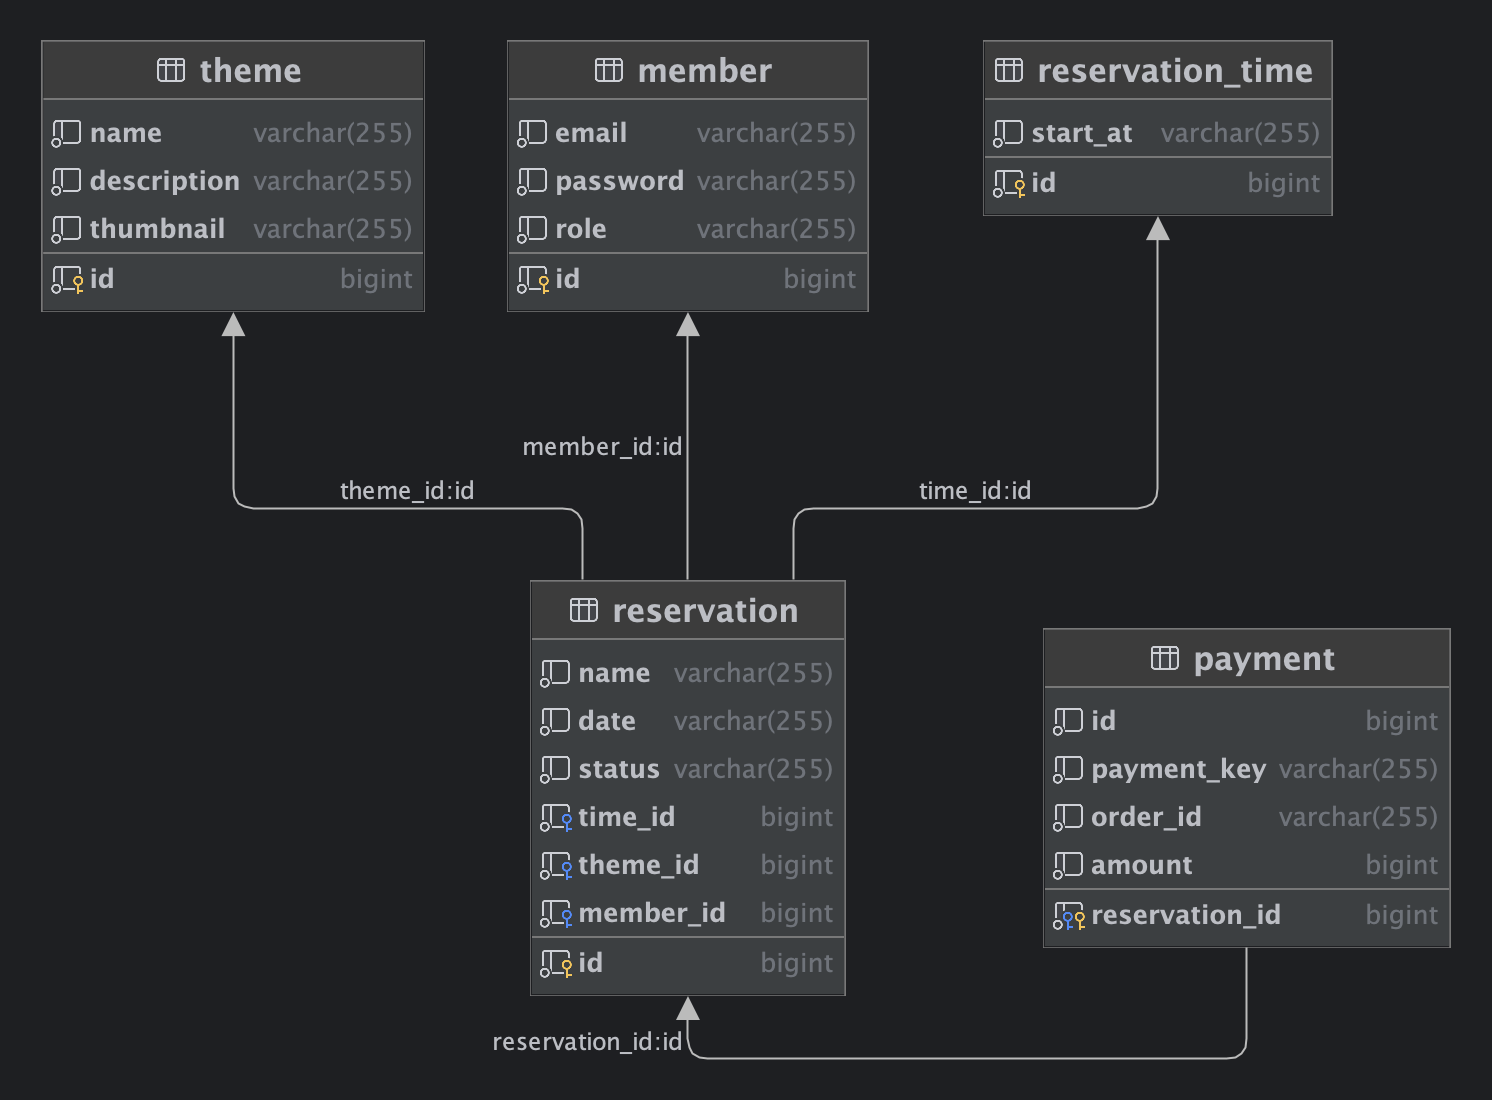 theme
name varchar(255)
description varchar(255)
thumbnail varchar(255)
id bigint
member
email varchar(255)
password varchar(255)
role varchar(255)
id bigint
reservation_time
start_at varchar(255)
id bigint
member_id:id
theme_id:id
time_id:id
reservation
name varchar(255)
date varchar(255)
status varchar(255)
time_id bigint
theme_id bigint
member_id bigint
id bigint
payment
id bigint
payment_key varchar(255)
order_id varchar(255)
amount bigint
reservation_id bigint
reservation_id:id